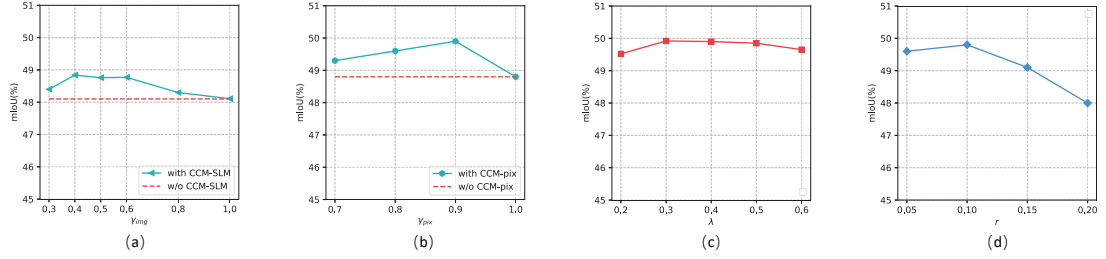 51
50
49
48
47
46
45
mIoU(%)
0,3 0,4 0,5 0,6 0,8 1,0
γimg
with CCM-SLM
w/o CCM-SLM
(a)
51
50
49
48
47
46
45
mIoU(%)
0.7 0.8 0.9 1.0
γpix
with CCM-pix
w/o CCM-pix
(b)
51
50
49
48
47
46
45
mIoU(%)
0,2 0,3 0,4 0,5 0,6
λ
(c)
51
50
49
48
47
46
45
mIoU(%)
0.05 0.10 0.15 0.20
r
(d)